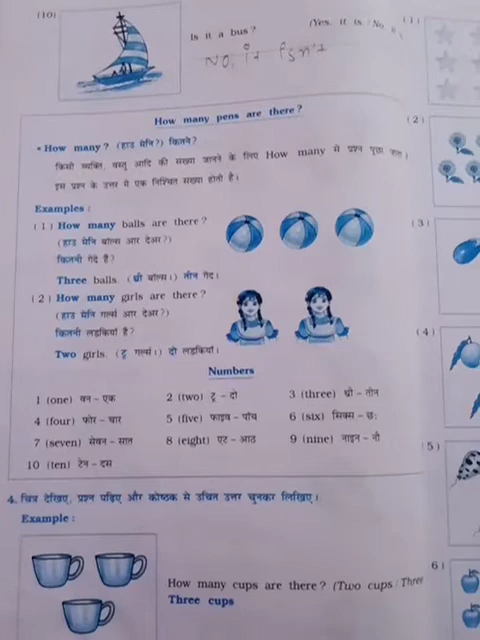 (10)
Is it a bus? (Yes, it is / No
No, it isn't
(1)
How many pens are there?
• How many? (हाउ मेनि?) कितने?
किसी व्यक्ति, वस्तु आदि की संख्या जानने के लिए How many से प्रश्न पूछा जाता।
इस प्रश्न के उत्तर में एक निश्चित संख्या होती है।
Examples :
(1) How many balls are there?
(हाउ मेनि बॉल्स आर देअर?)
कितनी गेंदें हैं?
Three balls. (थ्री बॉल्स।) तीन गेंद।
(2) How many girls are there?
(हाउ मेनि गर्ल्स आर देअर?)
कितनी लड़कियाँ हैं?
Two girls. (टू गर्ल्स।) दो लड़कियाँ।
Numbers
1 (one) वन – एक 2 (two) टू – दो 3 (three) थ्री – तीन
4 (four) फोर – चार 5 (five) फाइव – पाँच 6 (six) सिक्स – छः
7 (seven) सेवन – सात 8 (eight) एट – आठ 9 (nine) नाइन – नौ
10 (ten) टेन – दस
4. चित्र देखिए, प्रश्न पढ़िए और कोष्ठक से उचित उत्तर चुनकर लिखिए।
Example :
How many cups are there? (Two cups / Three
Three cups
(2)
(3)
(4)
5)
6)